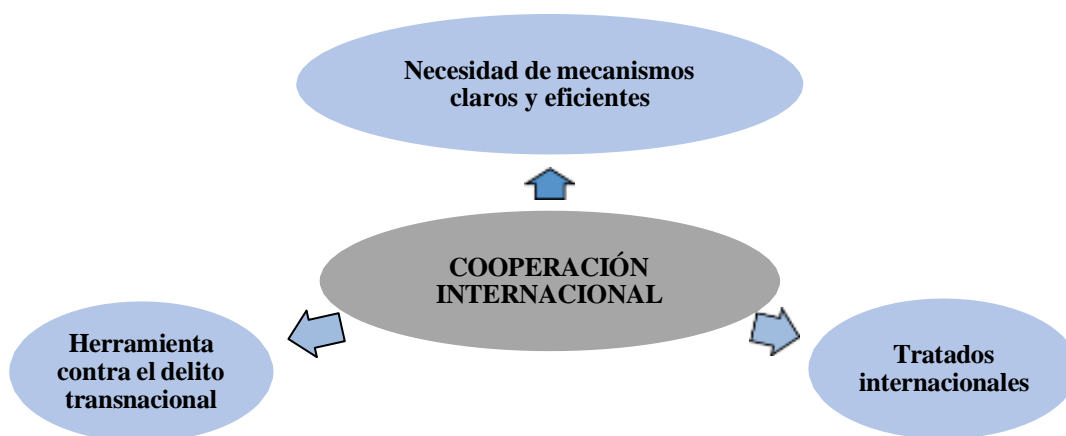 Necesidad de mecanismos
claros y eficientes
COOPERACIÓN
INTERNACIONAL
Herramienta
contra el delito
transnacional
Tratados
internacionales